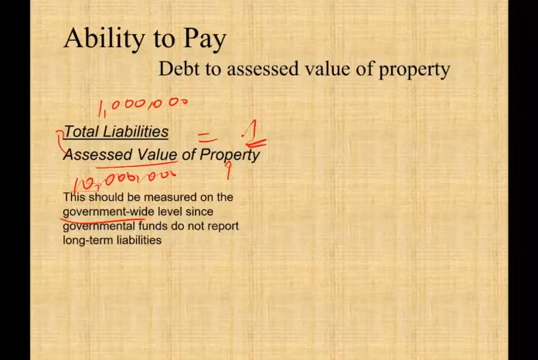 Ability to Pay
Debt to assessed value of property
1,000,000
Total Liabilities
= .1
Assessed Value of Property
10,000,000
This should be measured on the
government-wide level since
governmental funds do not report
long-term liabilities